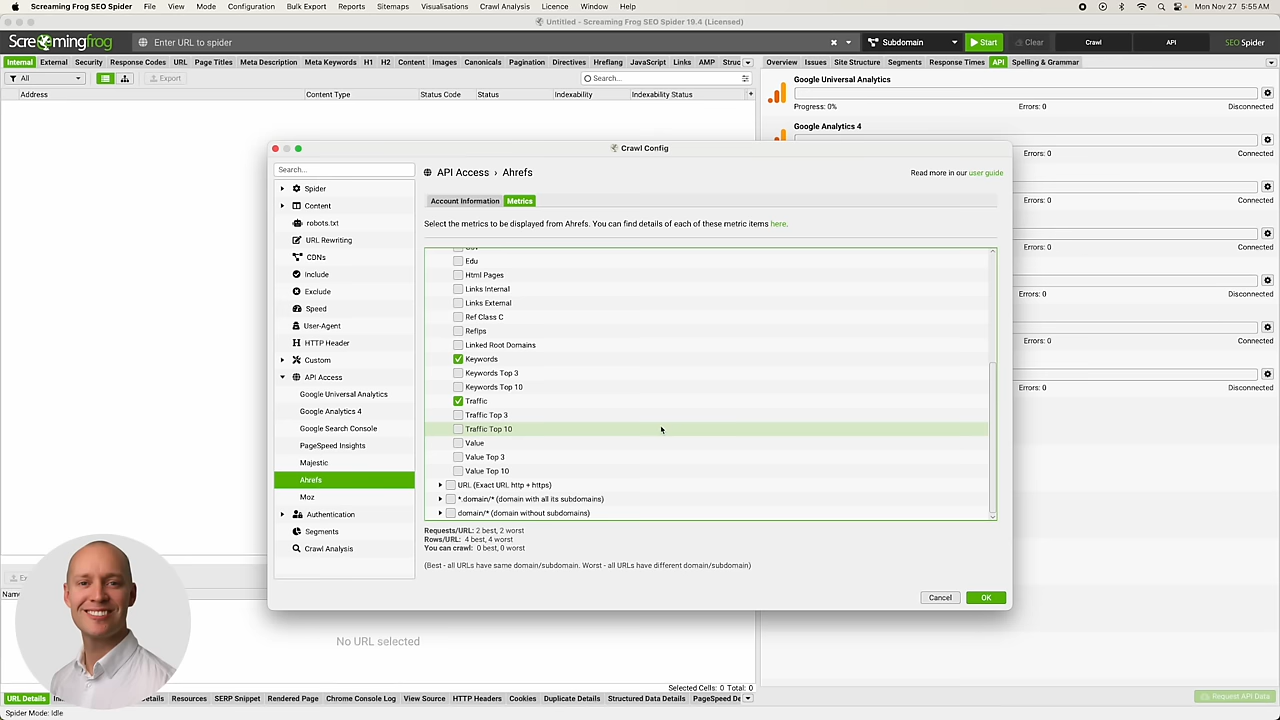 Screaming Frog SEO Spider File View Mode Configuration Bulk Export Reports Sitemaps Visualisations Crawl Analysis Licence Window Help Mon Nov 27 5:55 AM
Untitled - Screaming Frog SEO Spider 19.4 (Licensed)
Screamingfrog Enter URL to spider Subdomain Start Clear Crawl API SEO Spider
Internal External Security Response Codes URL Page Titles Meta Description Meta Keywords H1 H2 Content Images Canonicals Pagination Directives Hreflang JavaScript Links AMP Struc Overview Issues Site Structure Segments Response Times API Spelling & Grammar
All Export Search...
Address Content Type Status Code Status Indexability Indexability Status
Google Universal Analytics
Progress: 0% Errors: 0 Disconnected
Google Analytics 4
Errors: 0 Connected
Errors: 0 Connected
Errors: 0 Connected
Errors: 0 Disconnected
Errors: 0 Connected
Errors: 0 Disconnected
Crawl Config
Search...
Spider
Content
robots.txt
URL Rewriting
CDNs
Include
Exclude
Speed
User-Agent
HTTP Header
Custom
API Access
Google Universal Analytics
Google Analytics 4
Google Search Console
PageSpeed Insights
Majestic
Ahrefs
Moz
Authentication
Segments
Crawl Analysis
API Access › Ahrefs
Read more in our user guide
Account Information Metrics
Select the metrics to be displayed from Ahrefs. You can find details of each of these metric items here.
Edu
Html Pages
Links Internal
Links External
Ref Class C
RefIps
Linked Root Domains
Keywords
Keywords Top 3
Keywords Top 10
Traffic
Traffic Top 3
Traffic Top 10
Value
Value Top 3
Value Top 10
URL (Exact URL http + https)
*.domain/* (domain with all its subdomains)
domain/* (domain without subdomains)
Requests/URL: 2 best, 2 worst
Rows/URL: 4 best, 4 worst
You can crawl: 0 best, 0 worst
(Best - all URLs have same domain/subdomain. Worst - all URLs have different domain/subdomain)
Cancel OK
No URL selected
Selected Cells: 0 Total: 0
URL Details Details Resources SERP Snippet Rendered Page Chrome Console Log View Source HTTP Headers Cookies Duplicate Details Structured Data Details PageSpeed De
Request API Data
Spider Mode: Idle